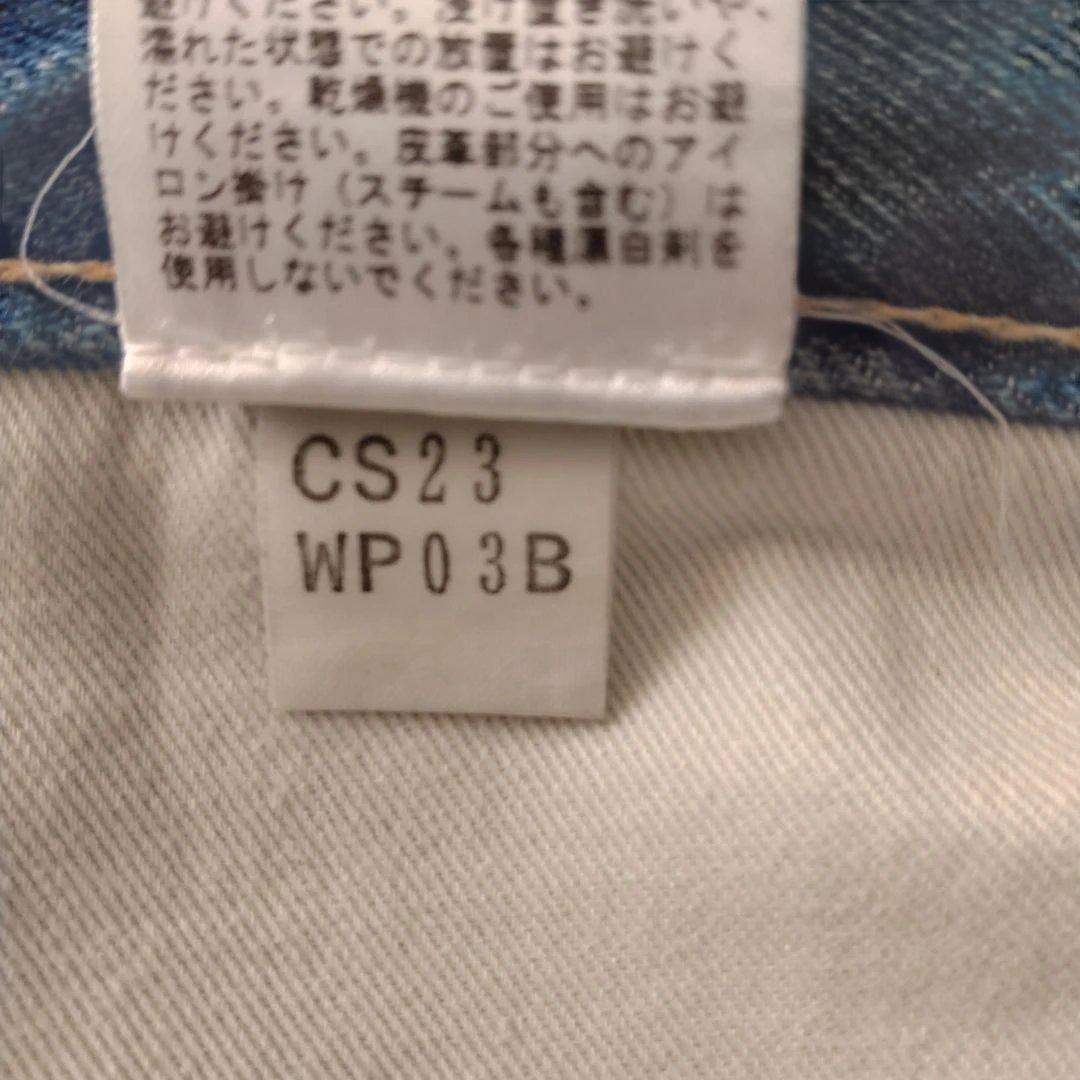 避けください。浸け置き洗いや、
濡れた状態での放置はお避けく
ださい。乾燥機のご使用はお避
けください。皮革部分へのアイ
ロン掛け（スチームも含む）は
お避けください。各種漂白剤を
使用しないでください。
CS23
WP03B